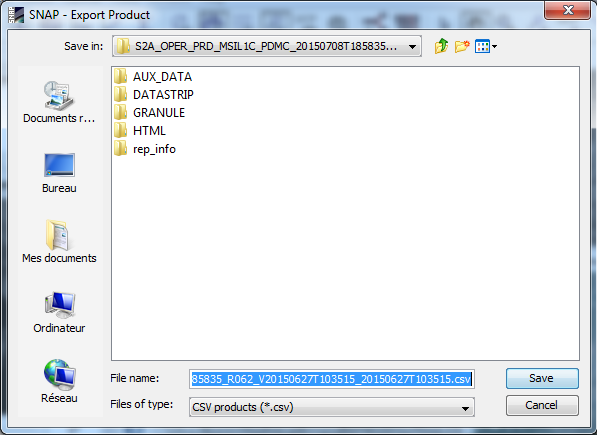 SNAP - Export Product
Save in: S2A_OPER_PRD_MSIL1C_PDMC_20150708T185835...
AUX_DATA
DATASTRIP
GRANULE
HTML
rep_info
Documents r...
Bureau
Mes documents
Ordinateur
Réseau
File name: 85835_R062_V20150627T103515_20150627T103515.csv
Save
Files of type: CSV products (*.csv)
Cancel